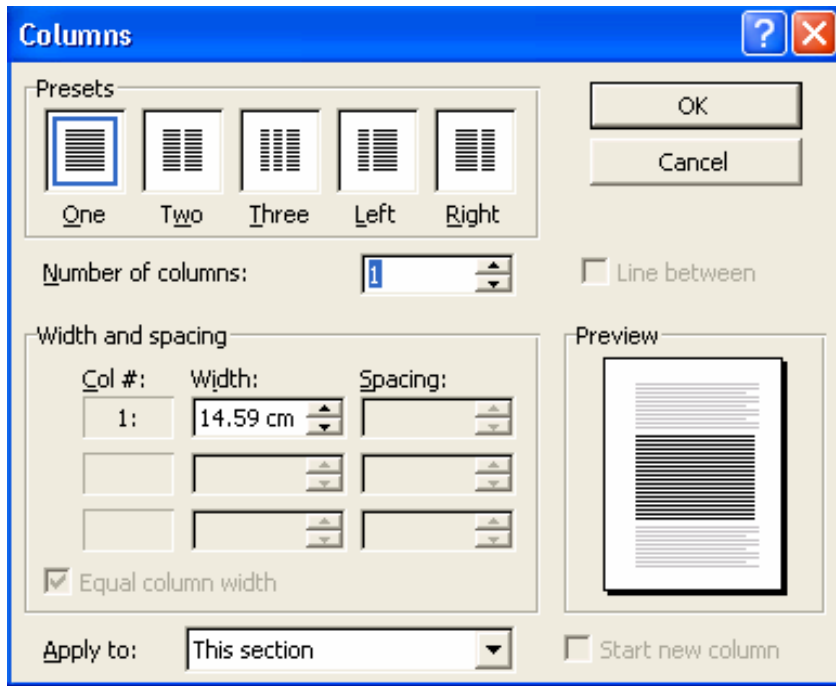 Columns
Presets
OK
Cancel
One Two Three Left Right
Number of columns: 1
Line between
Width and spacing
Preview
Col #: Width: Spacing:
1: 14.59 cm
Equal column width
Apply to: This section
Start new column